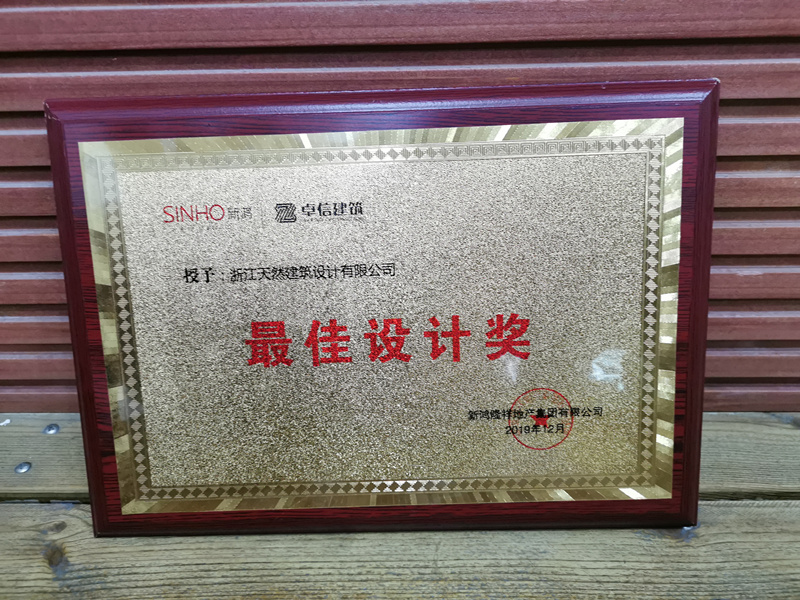 SINHO 新鸿 卓信建筑
授予：浙江天然建筑设计有限公司
最佳设计奖
新鸿隆祥地产集团有限公司
2019年12月